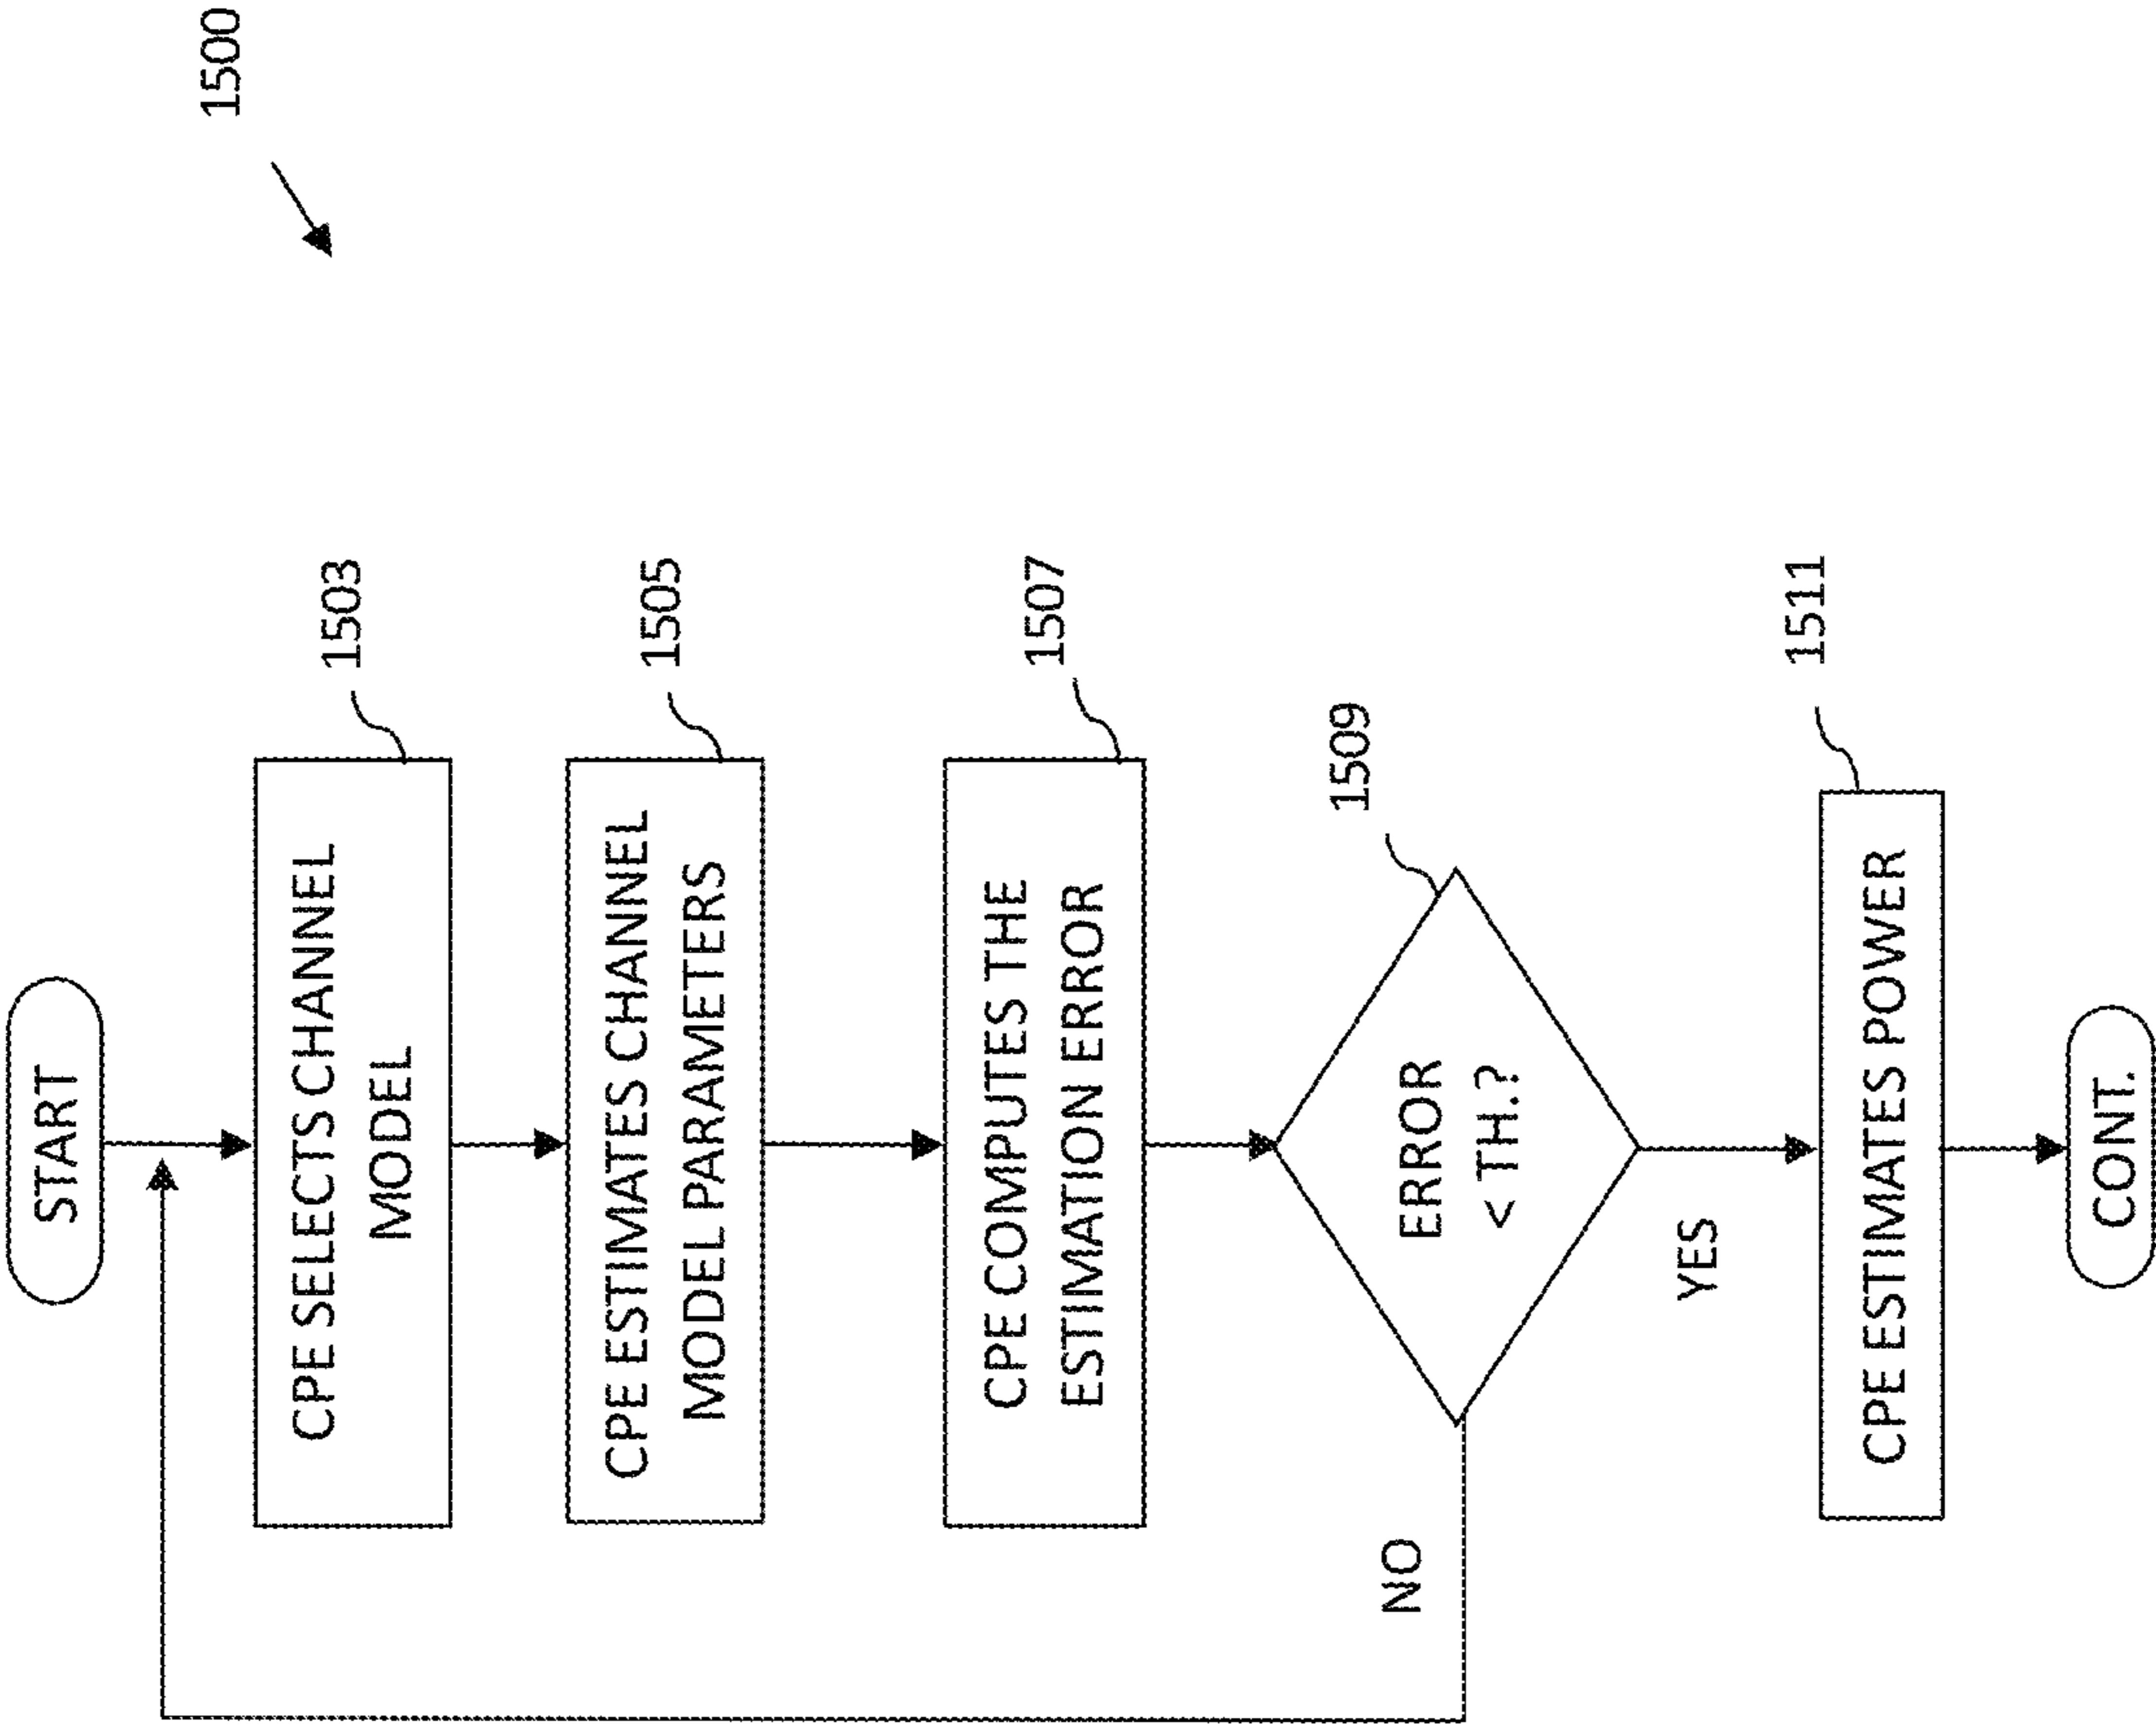 1500
START
CPE SELECTS CHANNEL
MODEL
1503
CPE ESTIMATES CHANNEL
MODEL PARAMETERS
1505
CPE COMPUTES THE
ESTIMATION ERROR
1507
ERROR
< TH.?
1509
NO
YES
CPE ESTIMATES POWER
1511
CONT.